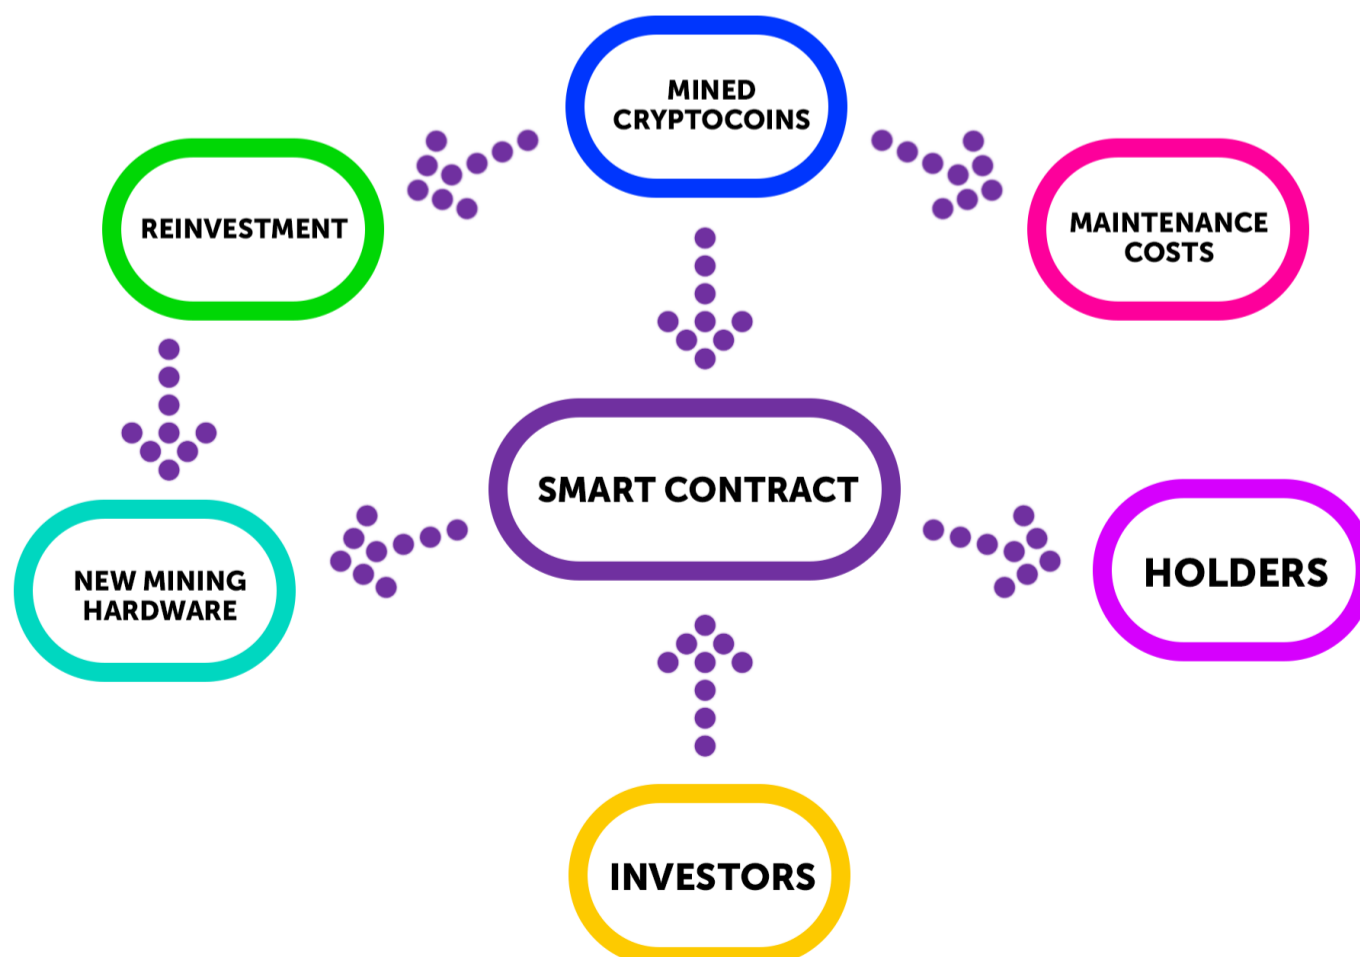 MINED
CRYPTOCOINS
REINVESTMENT
MAINTENANCE
COSTS
SMART CONTRACT
NEW MINING
HARDWARE
HOLDERS
INVESTORS